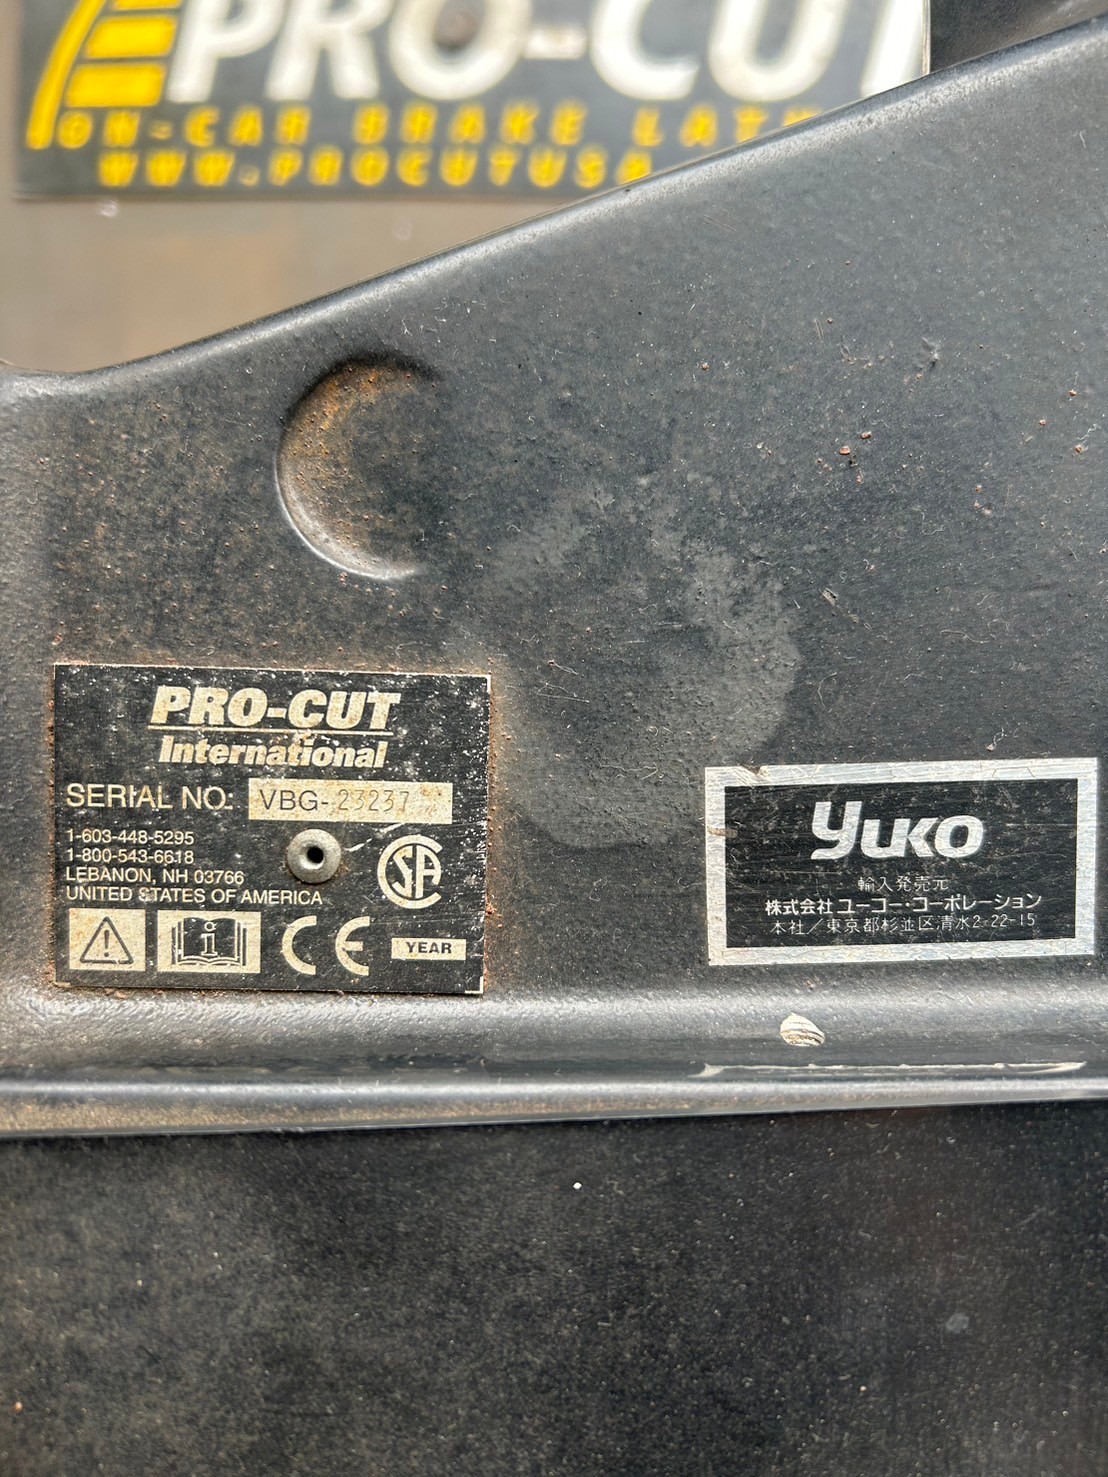 PRO-CUT
ON-CAR BRAKE LATH
WWW.PROCUTUSA
PRO-CUT
International
SERIAL NO: VBG-23237
1-603-448-5295
1-800-543-6618
LEBANON, NH 03766
UNITED STATES OF AMERICA
CSA
i
CE
YEAR
yuko
輸入発売元
株式会社 ユーコー・コーポレーション
本社／東京都杉並区清水2-22-15